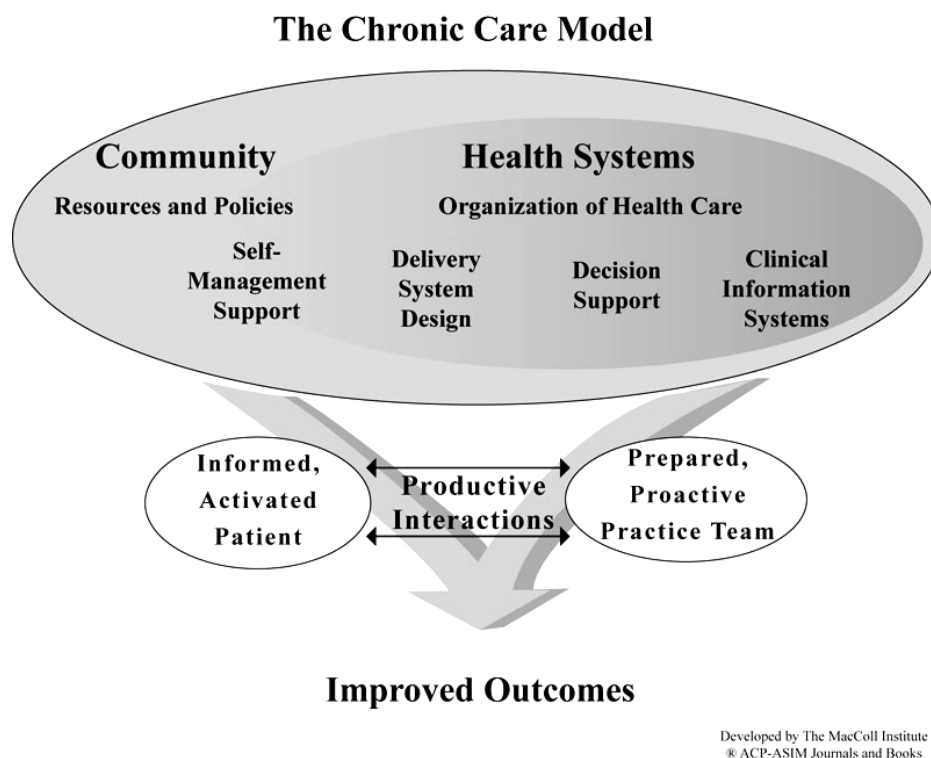 The Chronic Care Model
Community
Health Systems
Resources and Policies
Organization of Health Care
Self-
Management
Support
Delivery
System
Design
Decision
Support
Clinical
Information
Systems
Informed,
Activated
Patient
Productive
Interactions
Prepared,
Proactive
Practice Team
Improved Outcomes
Developed by The MacColl Institute
® ACP-ASIM Journals and Books